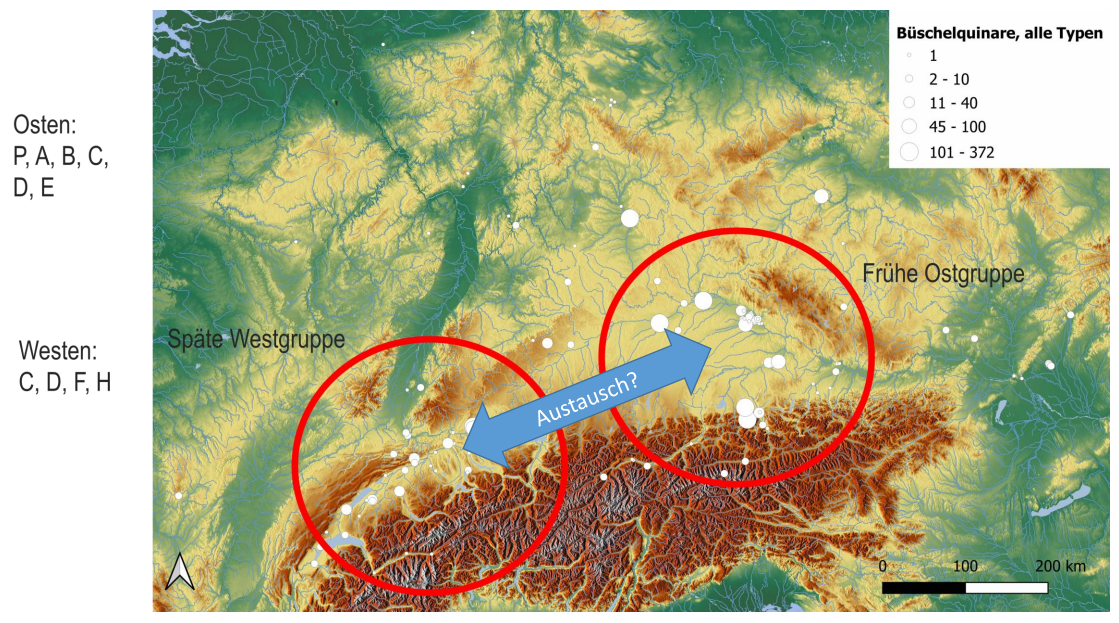 Büschelquinare, alle Typen
1
2 - 10
11 - 40
45 - 100
101 - 372
Osten:
P, A, B, C,
D, E
Frühe Ostgruppe
Späte Westgruppe
Westen:
C, D, F, H
Austausch?
0 100 200 km